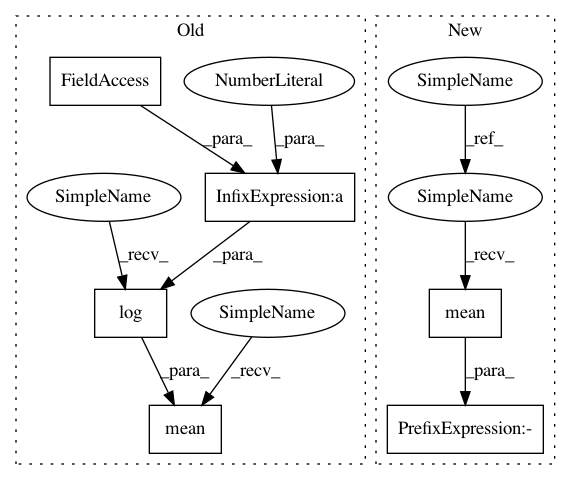 Old
New
FieldAccess
NumberLiteral
SimpleName
_para_
_para_
_ref_
SimpleName
InfixExpression:a
SimpleName
_recv_
_para_
_recv_
log
SimpleName
mean
_para_
_recv_
_para_
mean
PrefixExpression:-